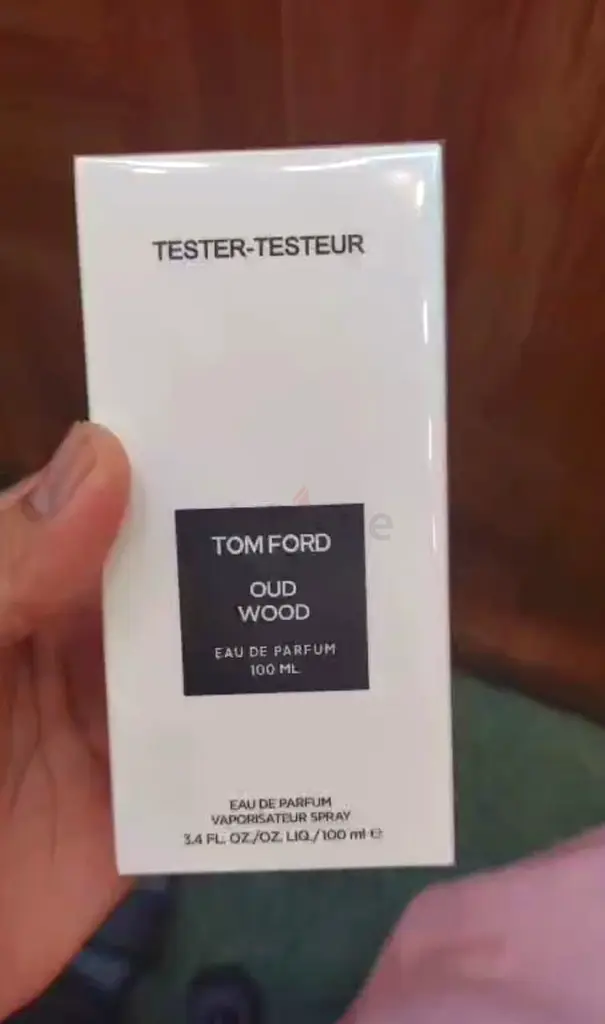 TESTER-TESTEUR
TOM FORD
OUD
WOOD
EAU DE PARFUM
100 ML
EAU DE PARFUM
VAPORISATEUR SPRAY
3.4 FL. OZ./OZ. LIQ./100 ml ℮